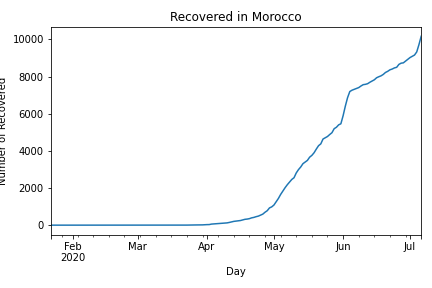 Recovered in Morocco
Number of Recovered
10000
8000
6000
4000
2000
0
Feb Mar Apr May Jun Jul
2020
Day